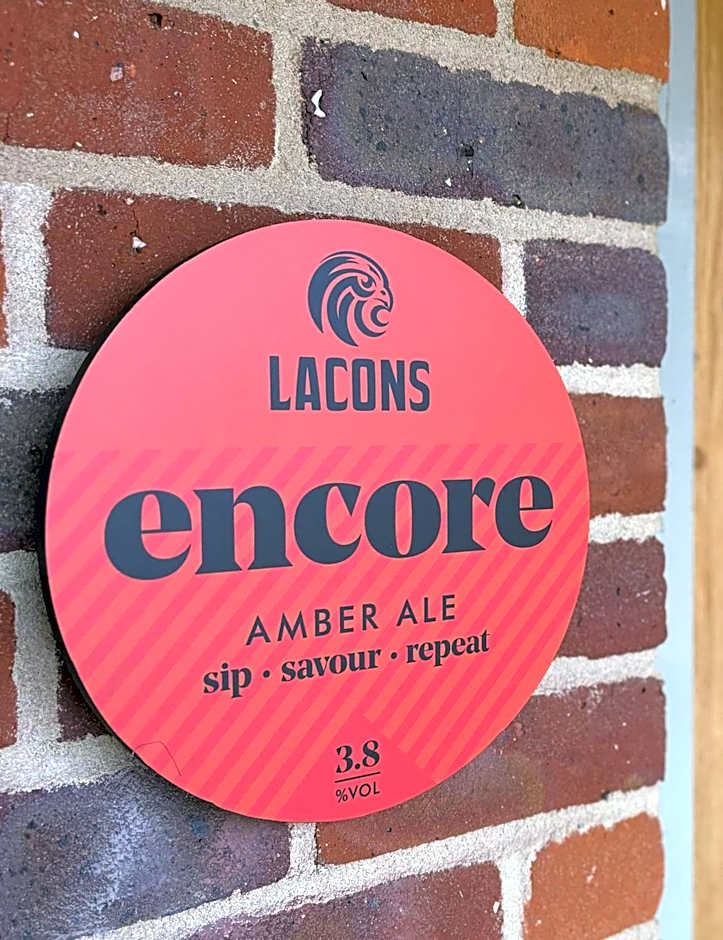 LACONS
encore
AMBER ALE
sip · savour · repeat
3.8
%VOL